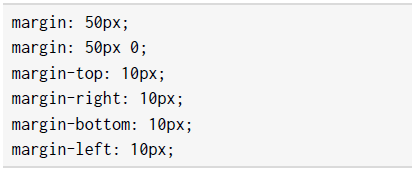 margin: 50px;
margin: 50px 0;
margin-top: 10px;
margin-right: 10px;
margin-bottom: 10px;
margin-left: 10px;